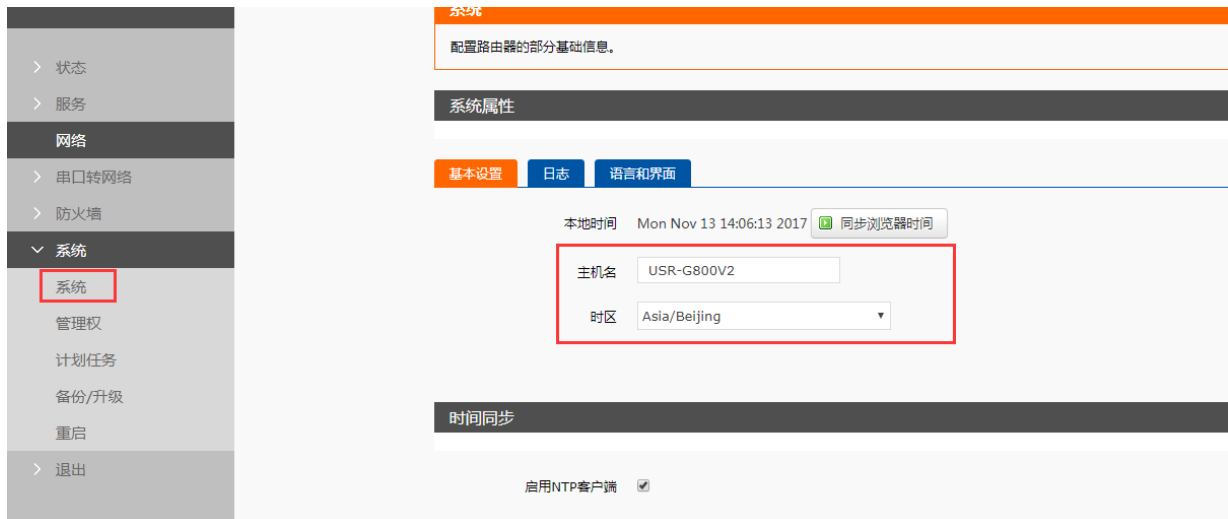 状态
服务
网络
串口转网络
防火墙
系统
系统
管理权
计划任务
备份/升级
重启
退出
系统
配置路由器的部分基础信息。
系统属性
基本设置
日志
语言和界面
本地时间 Mon Nov 13 14:06:13 2017 同步浏览器时间
主机名 USR-G800V2
时区 Asia/Beijing
时间同步
启用NTP客户端